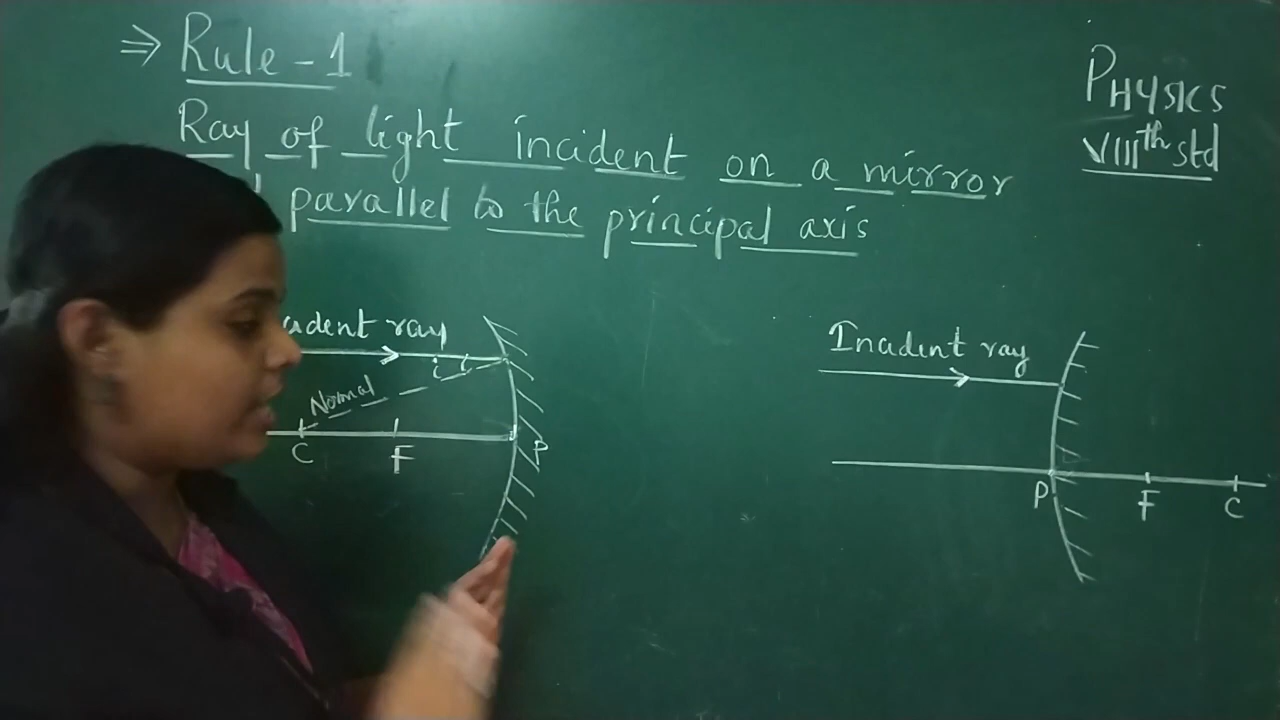 ⇒ Rule - 1
Ray of light incident on a mirror
parallel to the principal axis
PHYSICS
VIIIth std
ray
i
Normal
C
F
P
Incident ray
P
F
C